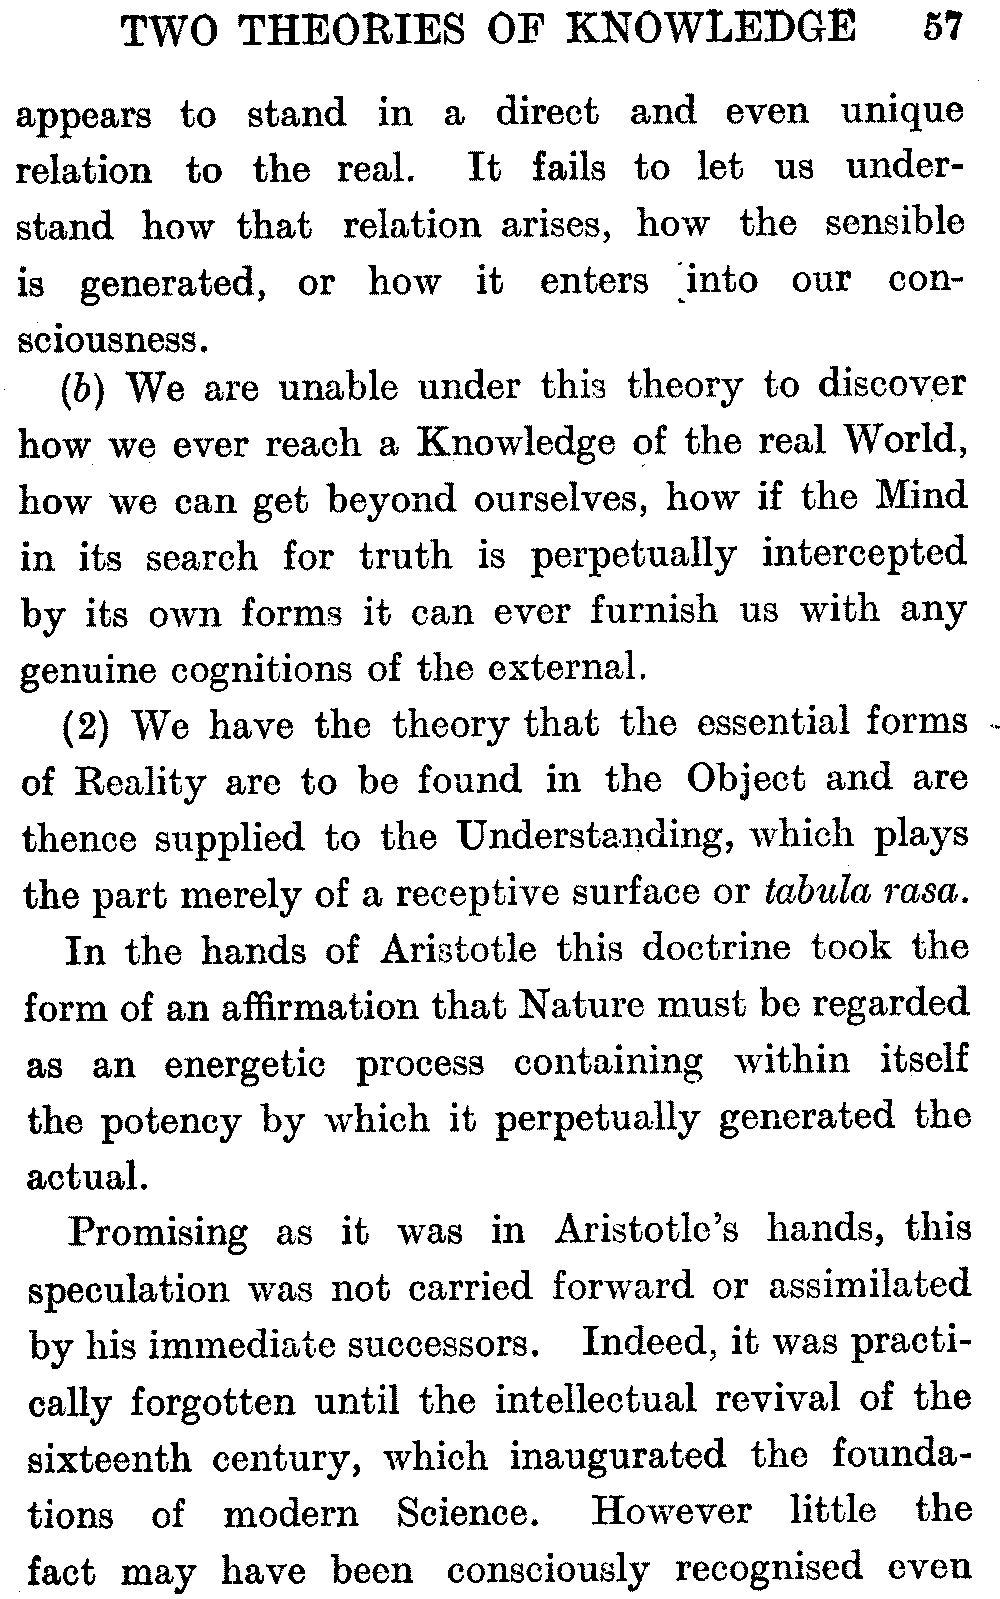 TWO THEORIES OF KNOWLEDGE 57
appears to stand in a direct and even unique
relation to the real. It fails to let us under-
stand how that relation arises, how the sensible
is generated, or how it enters into our con-
sciousness.
(b) We are unable under this theory to discover
how we ever reach a Knowledge of the real World,
how we can get beyond ourselves, how if the Mind
in its search for truth is perpetually intercepted
by its own forms it can ever furnish us with any
genuine cognitions of the external.
(2) We have the theory that the essential forms
of Reality are to be found in the Object and are
thence supplied to the Understanding, which plays
the part merely of a receptive surface or tabula rasa.
In the hands of Aristotle this doctrine took the
form of an affirmation that Nature must be regarded
as an energetic process containing within itself
the potency by which it perpetually generated the
actual.
Promising as it was in Aristotle's hands, this
speculation was not carried forward or assimilated
by his immediate successors. Indeed, it was practi-
cally forgotten until the intellectual revival of the
sixteenth century, which inaugurated the founda-
tions of modern Science. However little the
fact may have been consciously recognised even